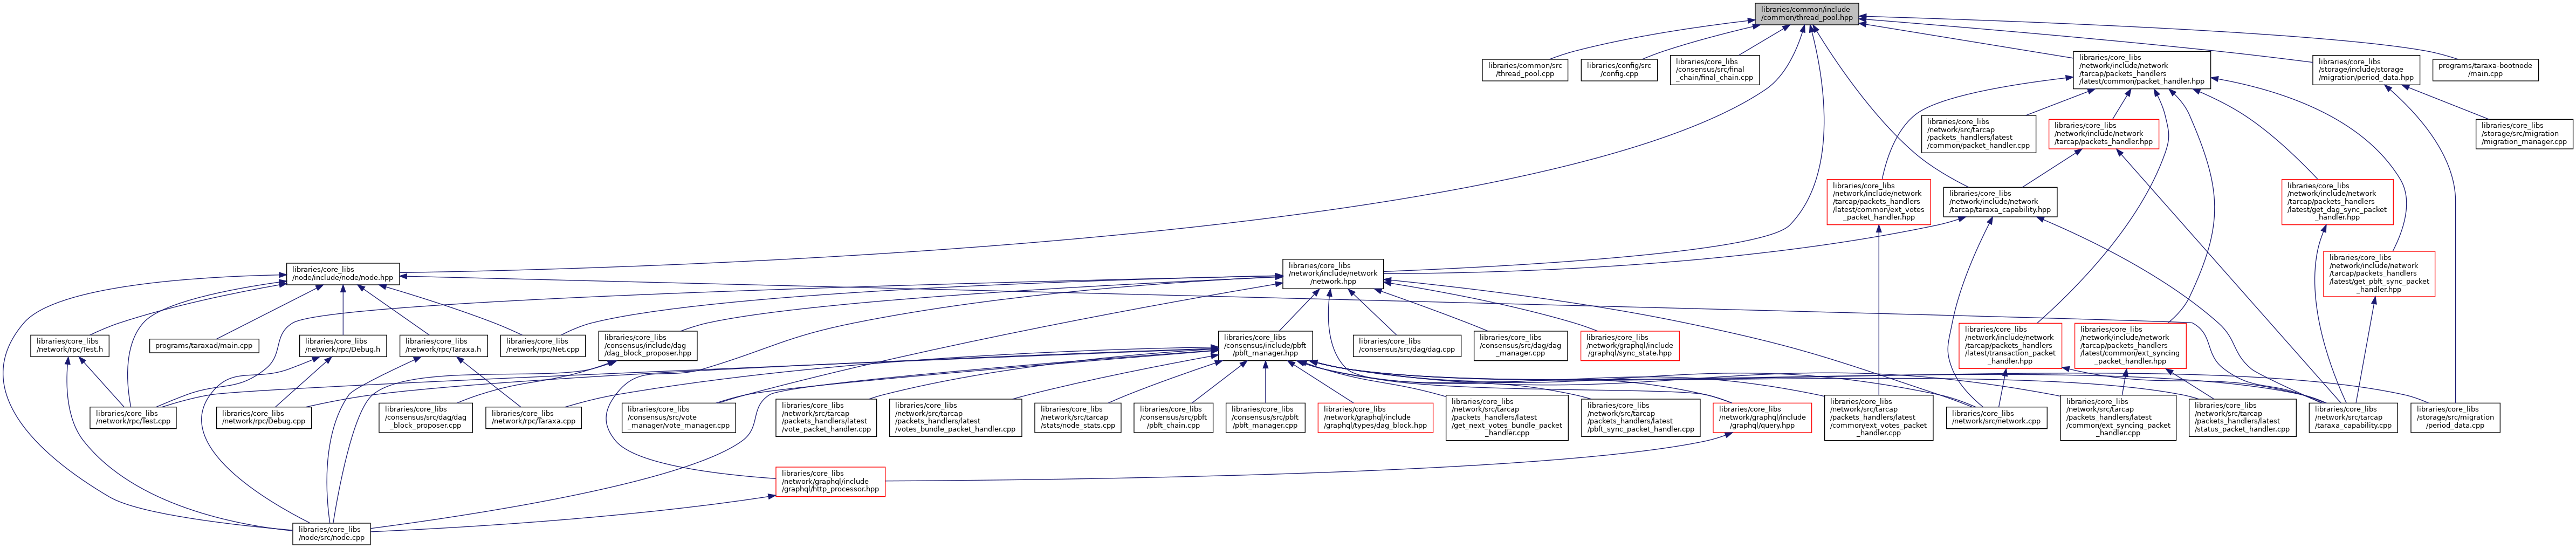 libraries/common/include
/common/thread_pool.hpp
libraries/common/src
/thread_pool.cpp
libraries/config/src
/config.cpp
libraries/core_libs
/consensus/src/final
_chain/final_chain.cpp
libraries/core_libs
/network/include/network
/tarcap/packets_handlers
/latest/common/packet_handler.hpp
libraries/core_libs
/storage/include/storage
/migration/period_data.hpp
programs/taraxa-bootnode
/main.cpp
libraries/core_libs
/network/src/tarcap
/packets_handlers/latest
/common/packet_handler.cpp
libraries/core_libs
/network/include/network
/tarcap/packets_handler.hpp
libraries/core_libs
/storage/src/migration
/migration_manager.cpp
libraries/core_libs
/network/include/network
/tarcap/packets_handlers
/latest/common/ext_votes
_packet_handler.hpp
libraries/core_libs
/network/include/network
/tarcap/taraxa_capability.hpp
libraries/core_libs
/network/include/network
/tarcap/packets_handlers
/latest/get_dag_sync_packet
_handler.hpp
libraries/core_libs
/node/include/node/node.hpp
libraries/core_libs
/network/include/network
/network.hpp
libraries/core_libs
/network/include/network
/tarcap/packets_handlers
/latest/get_pbft_sync_packet
_handler.hpp
libraries/core_libs
/network/rpc/Test.h
programs/taraxad/main.cpp
libraries/core_libs
/network/rpc/Debug.h
libraries/core_libs
/network/rpc/Taraxa.h
libraries/core_libs
/network/rpc/Net.cpp
libraries/core_libs
/consensus/include/dag
/dag_block_proposer.hpp
libraries/core_libs
/consensus/include/pbft
/pbft_manager.hpp
libraries/core_libs
/consensus/src/dag/dag.cpp
libraries/core_libs
/consensus/src/dag/dag
_manager.cpp
libraries/core_libs
/network/graphql/include
/graphql/sync_state.hpp
libraries/core_libs
/network/include/network
/tarcap/packets_handlers
/latest/transaction_packet
_handler.hpp
libraries/core_libs
/network/include/network
/tarcap/packets_handlers
/latest/common/ext_syncing
_packet_handler.hpp
libraries/core_libs
/network/rpc/Test.cpp
libraries/core_libs
/network/rpc/Debug.cpp
libraries/core_libs
/consensus/src/dag/dag
_block_proposer.cpp
libraries/core_libs
/network/rpc/Taraxa.cpp
libraries/core_libs
/consensus/src/vote
_manager/vote_manager.cpp
libraries/core_libs
/network/src/tarcap
/packets_handlers/latest
/vote_packet_handler.cpp
libraries/core_libs
/network/src/tarcap
/packets_handlers/latest
/votes_bundle_packet_handler.cpp
libraries/core_libs
/network/src/tarcap
/stats/node_stats.cpp
libraries/core_libs
/consensus/src/pbft
/pbft_chain.cpp
libraries/core_libs
/consensus/src/pbft
/pbft_manager.cpp
libraries/core_libs
/network/graphql/include
/graphql/types/dag_block.hpp
libraries/core_libs
/network/src/tarcap
/packets_handlers/latest
/get_next_votes_bundle_packet
_handler.cpp
libraries/core_libs
/network/src/tarcap
/packets_handlers/latest
/pbft_sync_packet_handler.cpp
libraries/core_libs
/network/graphql/include
/graphql/query.hpp
libraries/core_libs
/network/src/tarcap
/packets_handlers/latest
/common/ext_votes_packet
_handler.cpp
libraries/core_libs
/network/src/network.cpp
libraries/core_libs
/network/src/tarcap
/packets_handlers/latest
/common/ext_syncing_packet
_handler.cpp
libraries/core_libs
/network/src/tarcap
/packets_handlers/latest
/status_packet_handler.cpp
libraries/core_libs
/network/src/tarcap
/taraxa_capability.cpp
libraries/core_libs
/storage/src/migration
/period_data.cpp
libraries/core_libs
/network/graphql/include
/graphql/http_processor.hpp
libraries/core_libs
/node/src/node.cpp